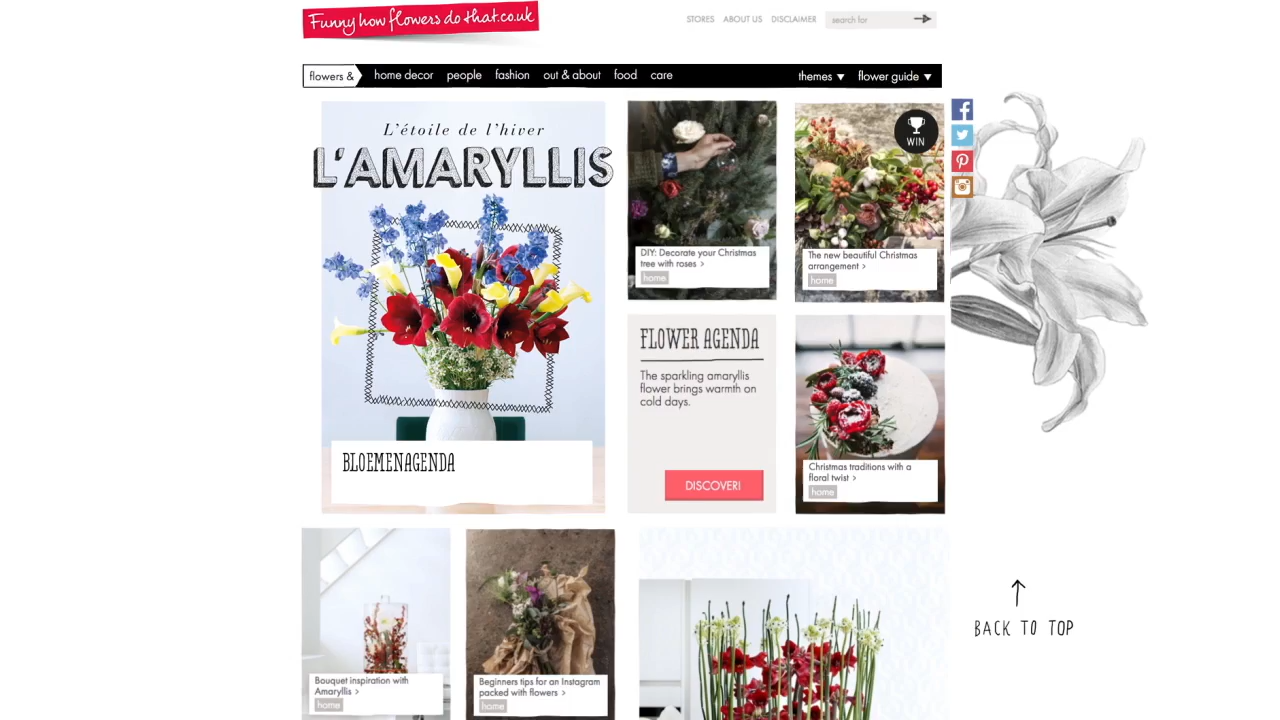 Funny how flowers do that.co.uk
STORES ABOUT US DISCLAIMER search for
flowers & home decor people fashion out & about food care themes flower guide
L'étoile de l'hiver
L'AMARYLLIS
BLOEMENAGENDA
DIY: Decorate your Christmas
tree with roses >
home
WIN
The new beautiful Christmas
arrangement >
home
FLOWER AGENDA
The sparkling amaryllis
flower brings warmth on
cold days.
DISCOVER!
Christmas traditions with a
floral twist >
home
Bouquet inspiration with
Amaryllis >
home
Beginners tips for an Instagram
packed with flowers >
home
BACK TO TOP